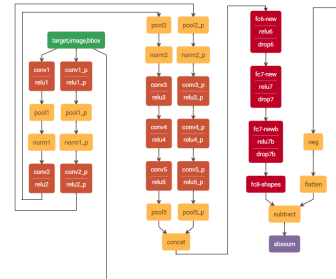 target,image,bbox
conv1
relu1
pool1
norm1
conv2
relu2
conv1_p
relu1_p
pool1_p
norm1_p
conv2_p
relu2_p
pool2
norm2
conv3
relu3
conv4
relu4
conv5
relu5
pool5
pool2_p
norm2_p
conv3_p
relu3_p
conv4_p
relu4_p
conv5_p
relu5_p
pool5_p
concat
fc6-new
relu6
drop6
fc7-new
relu7
drop7
fc7-newb
relu7b
drop7b
fc8-shapes
neg
flatten
subtract
abssum